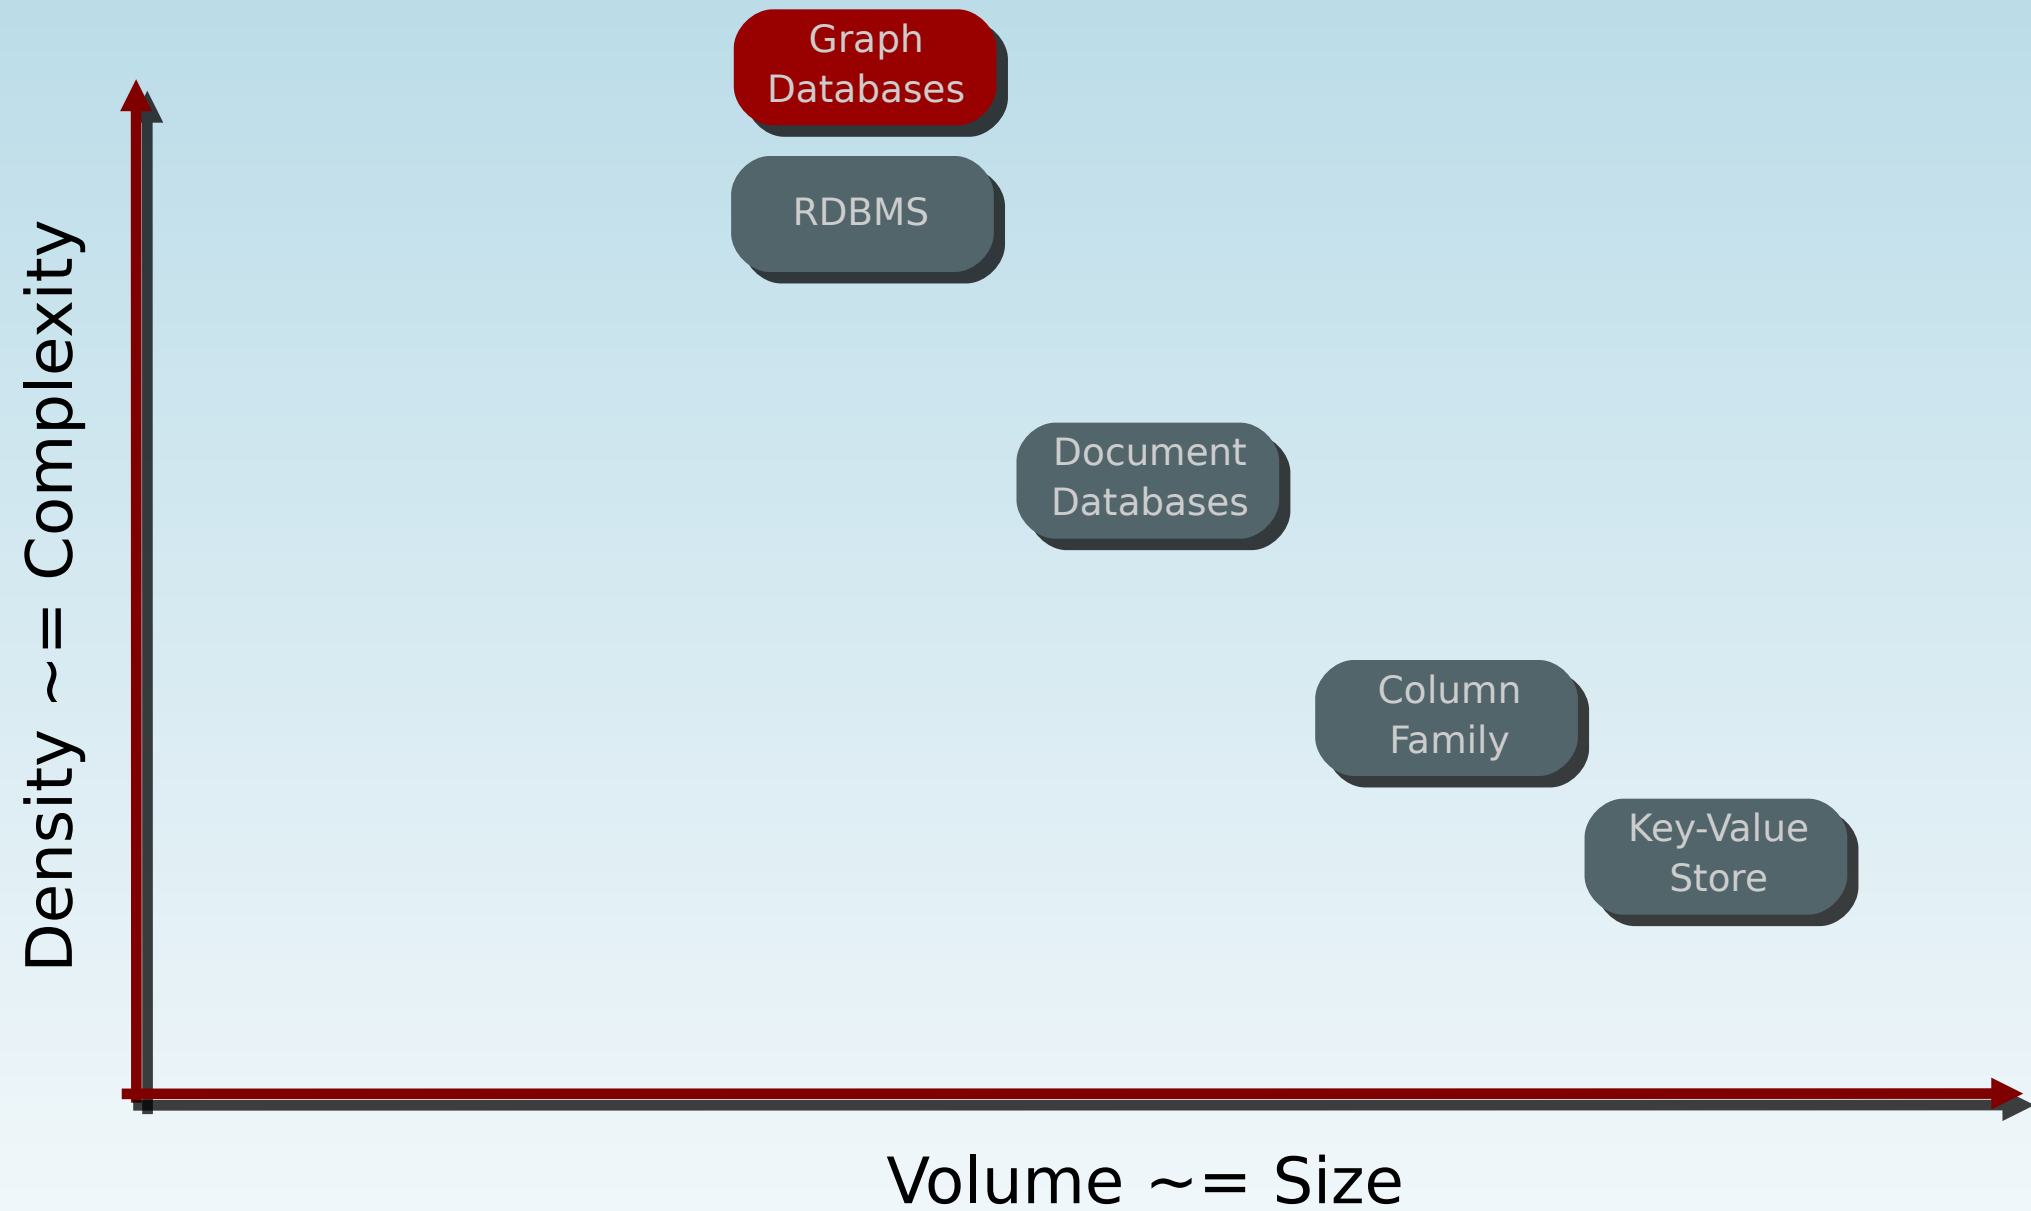 Graph
Databases
RDBMS
Density ~= Complexity
Document
Databases
Column
Family
Key-Value
Store
Volume ~= Size